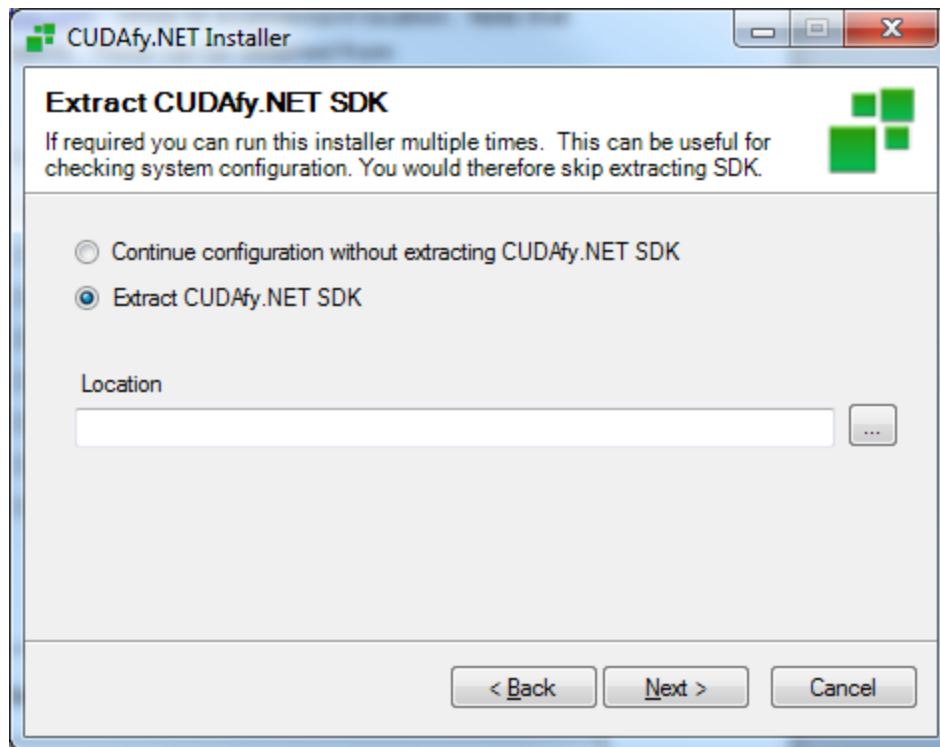 CUDAfy.NET Installer
Extract CUDAfy.NET SDK
If required you can run this installer multiple times.  This can be useful for
checking system configuration. You would therefore skip extracting SDK.
Continue configuration without extracting CUDAfy.NET SDK
Extract CUDAfy.NET SDK
Location
...
< Back
Next >
Cancel